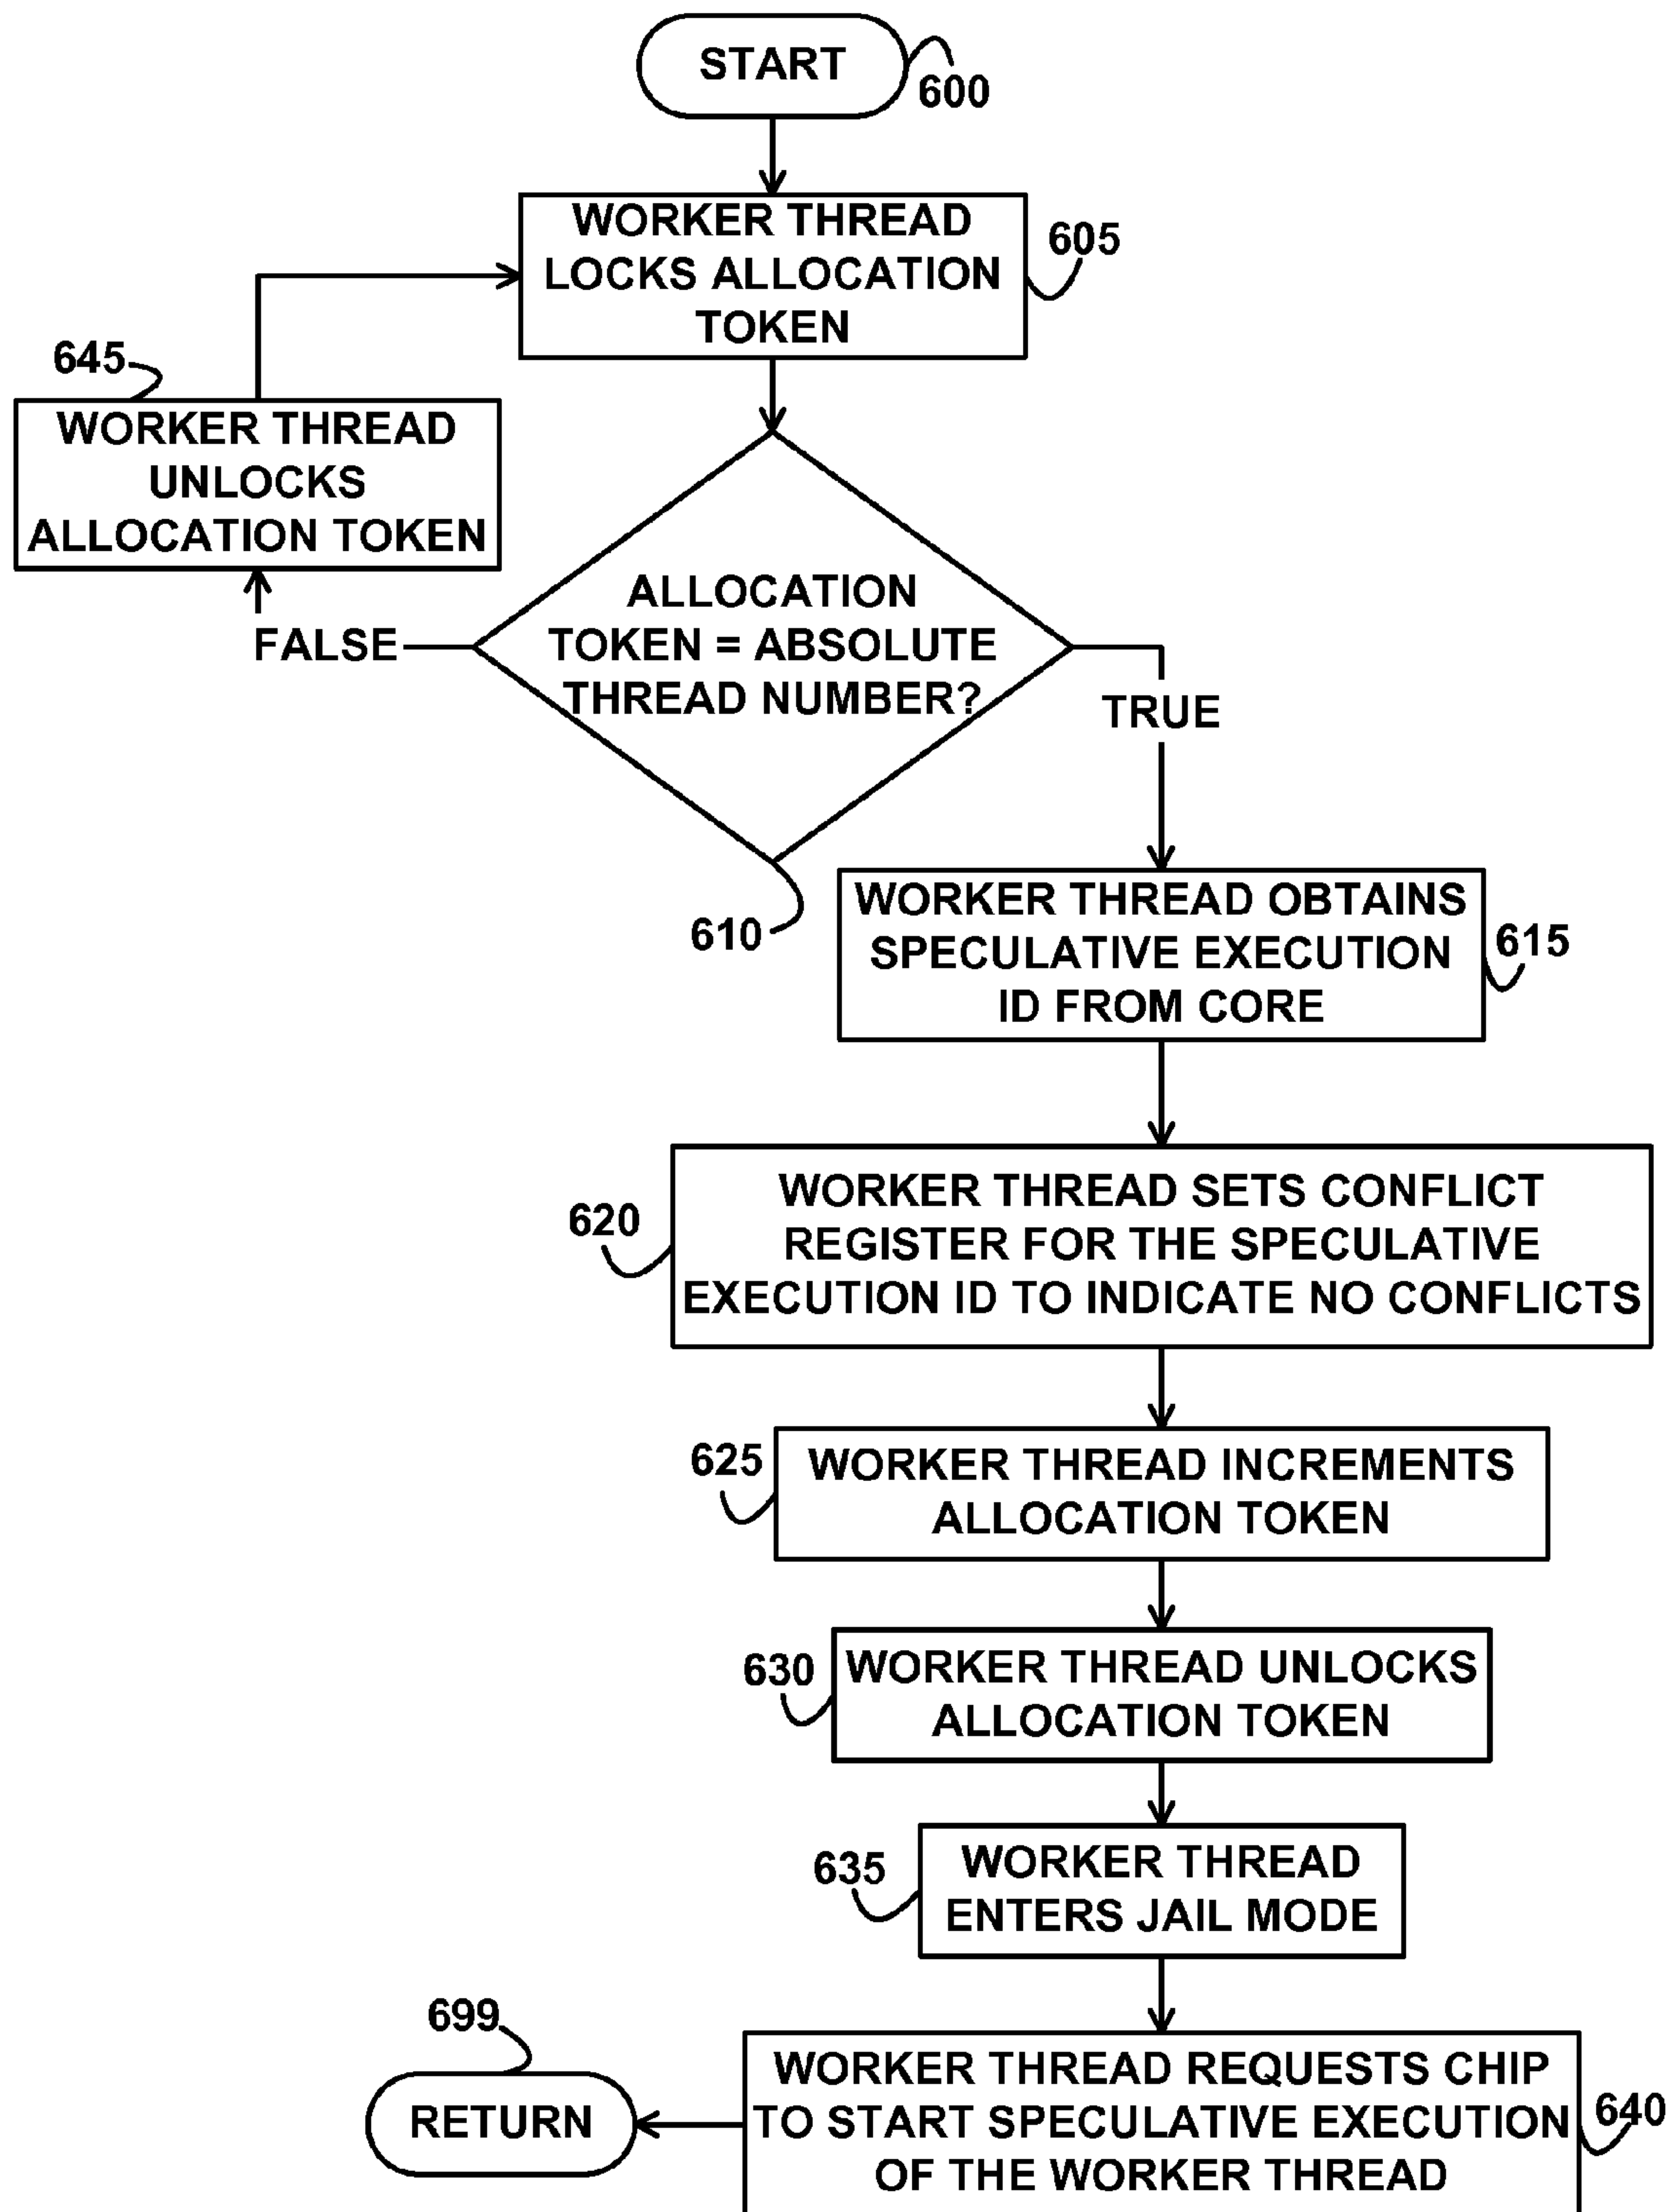 START
600
WORKER THREAD
LOCKS ALLOCATION
TOKEN
605
645
WORKER THREAD
UNLOCKS
ALLOCATION TOKEN
ALLOCATION
TOKEN = ABSOLUTE
THREAD NUMBER?
FALSE
TRUE
610
WORKER THREAD OBTAINS
SPECULATIVE EXECUTION
ID FROM CORE
615
WORKER THREAD SETS CONFLICT
REGISTER FOR THE SPECULATIVE
EXECUTION ID TO INDICATE NO CONFLICTS
620
WORKER THREAD INCREMENTS
ALLOCATION TOKEN
625
WORKER THREAD UNLOCKS
ALLOCATION TOKEN
630
WORKER THREAD
ENTERS JAIL MODE
635
WORKER THREAD REQUESTS CHIP
TO START SPECULATIVE EXECUTION
OF THE WORKER THREAD
640
699
RETURN